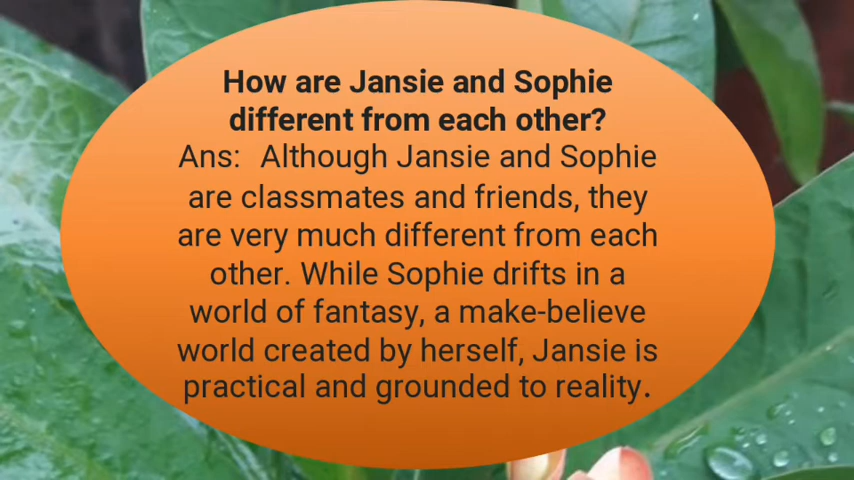 How are Jansie and Sophie
different from each other?
Ans: Although Jansie and Sophie
are classmates and friends, they
are very much different from each
other. While Sophie drifts in a
world of fantasy, a make-believe
world created by herself, Jansie is
practical and grounded to reality.